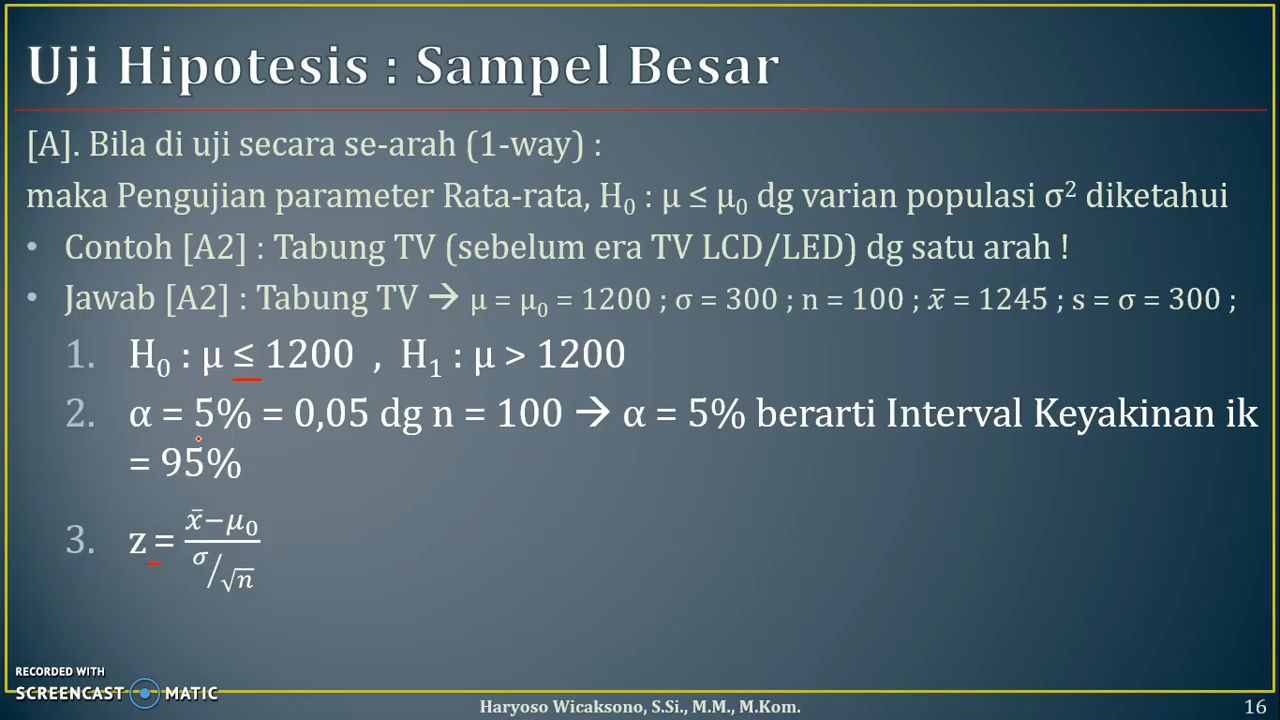 Uji Hipotesis : Sampel Besar
[A]. Bila di uji secara se-arah (1-way) :
maka Pengujian parameter Rata-rata, H₀ : μ ≤ μ₀ dg varian populasi σ² diketahui
• Contoh [A2] : Tabung TV (sebelum era TV LCD/LED) dg satu arah !
• Jawab [A2] : Tabung TV → μ = μ₀ = 1200 ; σ = 300 ; n = 100 ; x̄ = 1245 ; s = σ = 300 ;
1. H₀ : μ ≤ 1200 , H₁ : μ > 1200
2. α = 5% = 0,05 dg n = 100 → α = 5% berarti Interval Keyakinan ik
= 95%
3. z = (x̄−μ₀)/(σ/√n)
RECORDED WITH
SCREENCAST MATIC
Haryoso Wicaksono, S.Si., M.M., M.Kom.
16